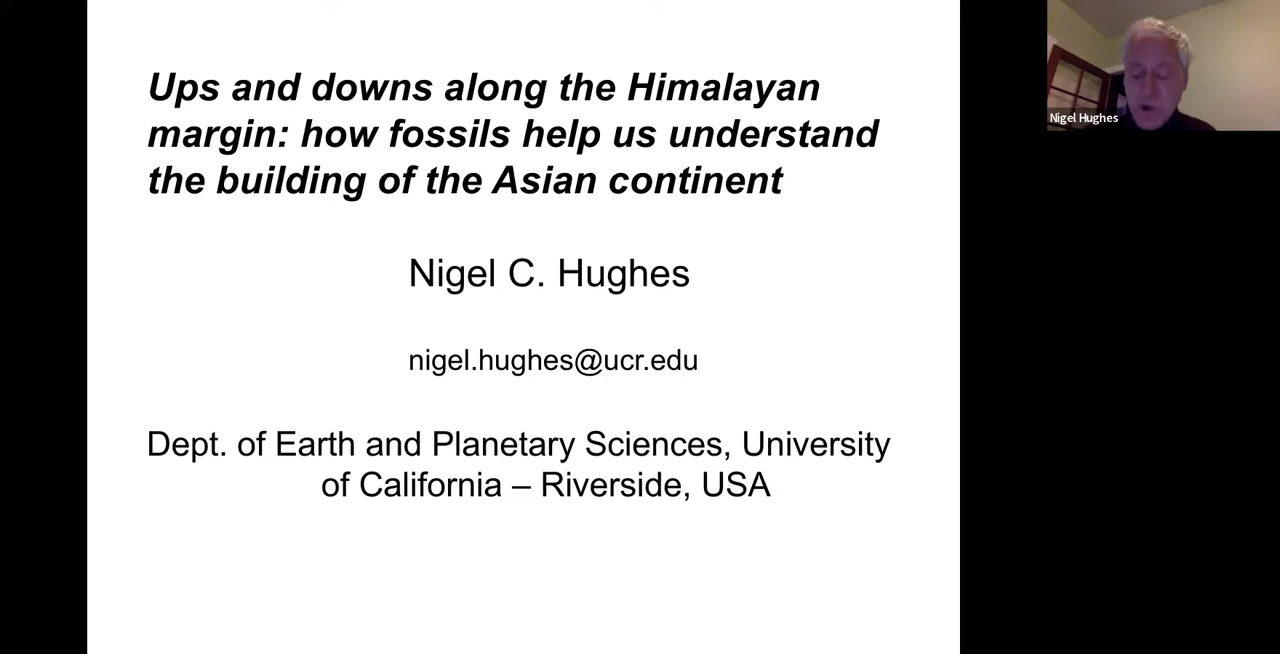 Ups and downs along the Himalayan
margin: how fossils help us understand
the building of the Asian continent
Nigel C. Hughes
nigel.hughes@ucr.edu
Dept. of Earth and Planetary Sciences, University
of California – Riverside, USA
Nigel Hughes